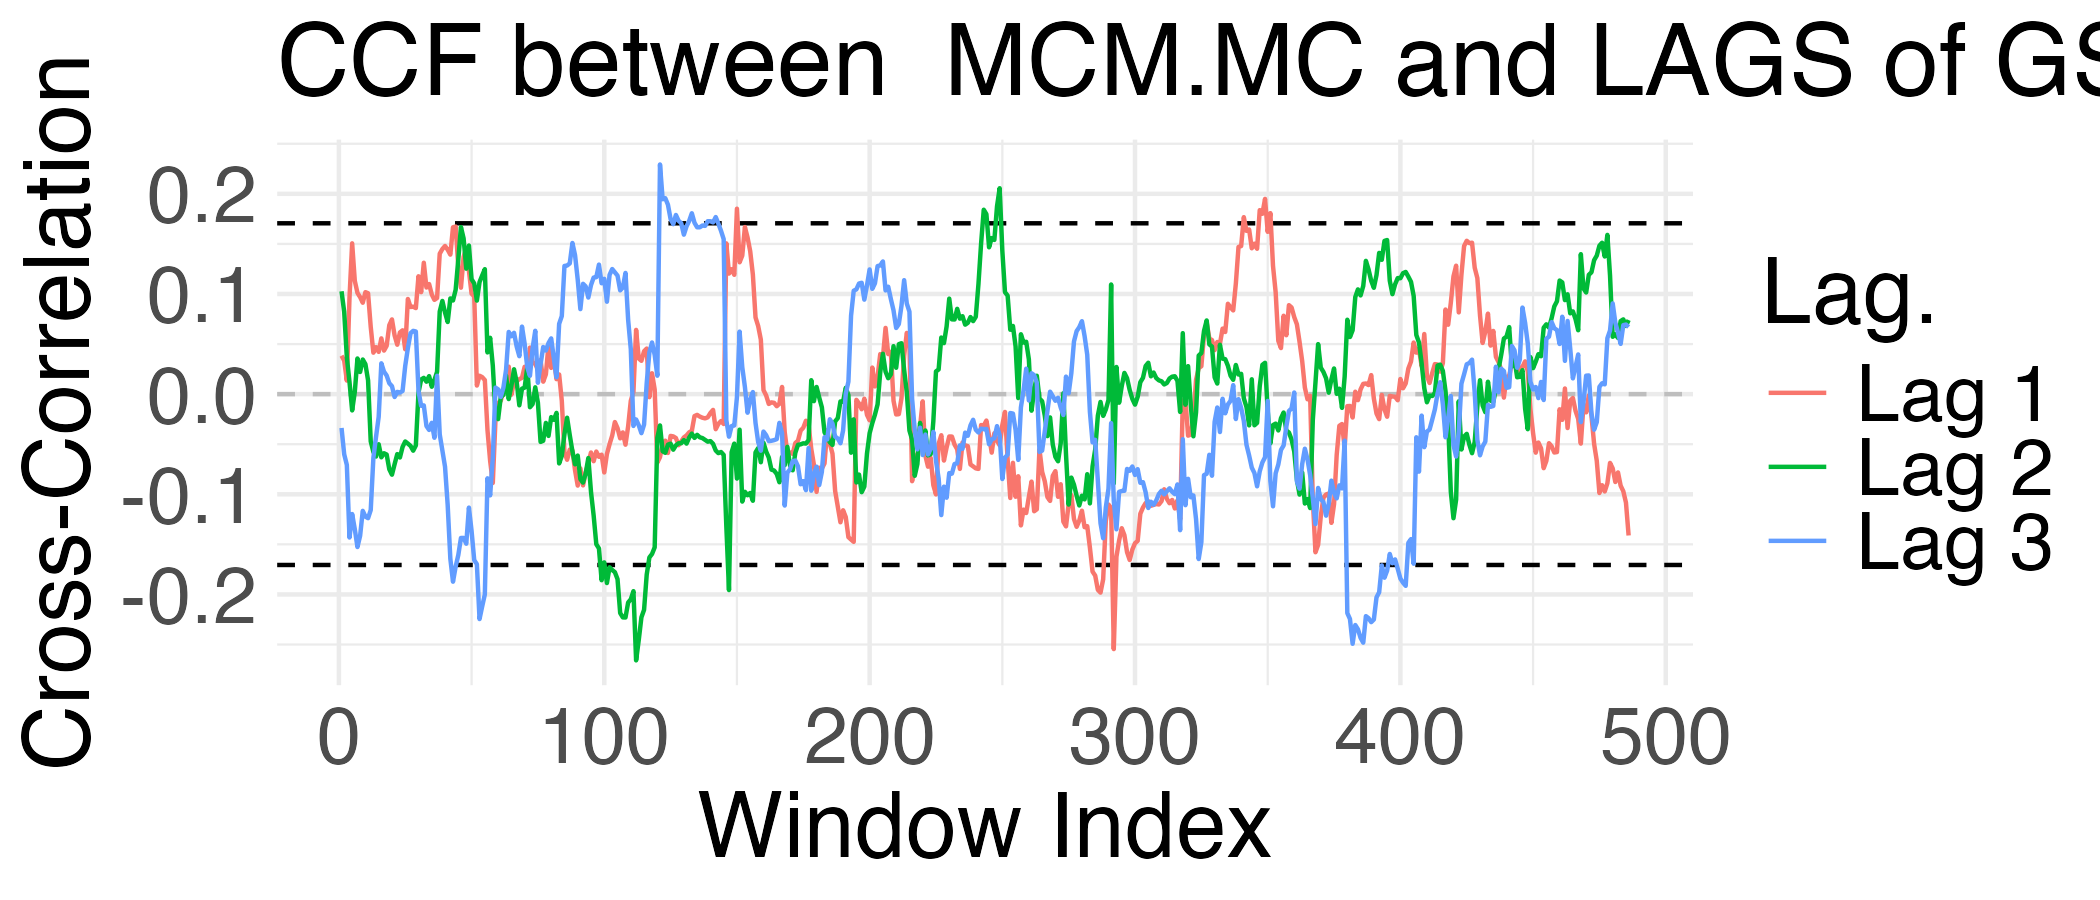 CCF between  MCM.MC and LAGS of GS
Cross-Correlation
0.2
0.1
0.0
-0.1
-0.2
0 100 200 300 400 500
Window Index
Lag.
Lag 1
Lag 2
Lag 3